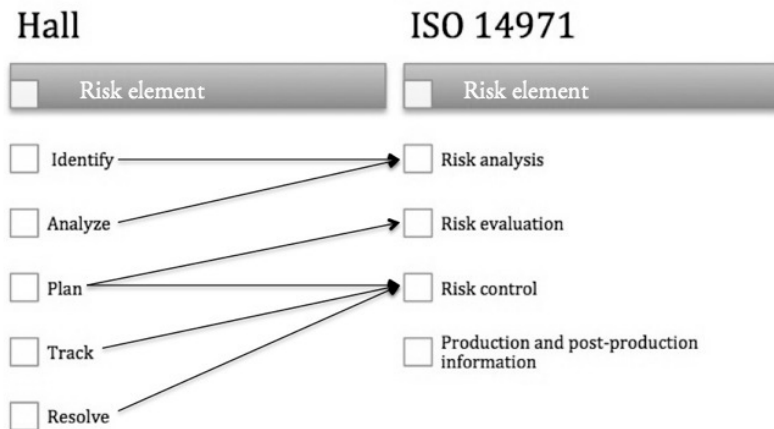 Hall
Risk element
Identify
Analyze
Plan
Track
Resolve
ISO 14971
Risk element
Risk analysis
Risk evaluation
Risk control
Production and post-production
information